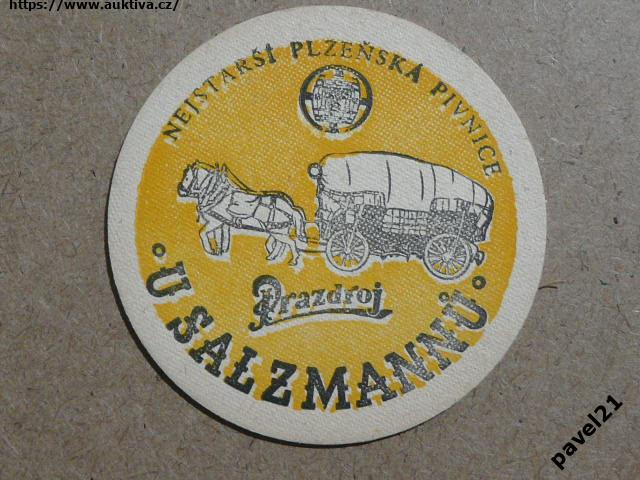 https://www.auktiva.cz/
NEJSTARŠÍ PLZEŇSKÁ PIVNICE
Prazdroj
U SALZMANNŮ
pavel21